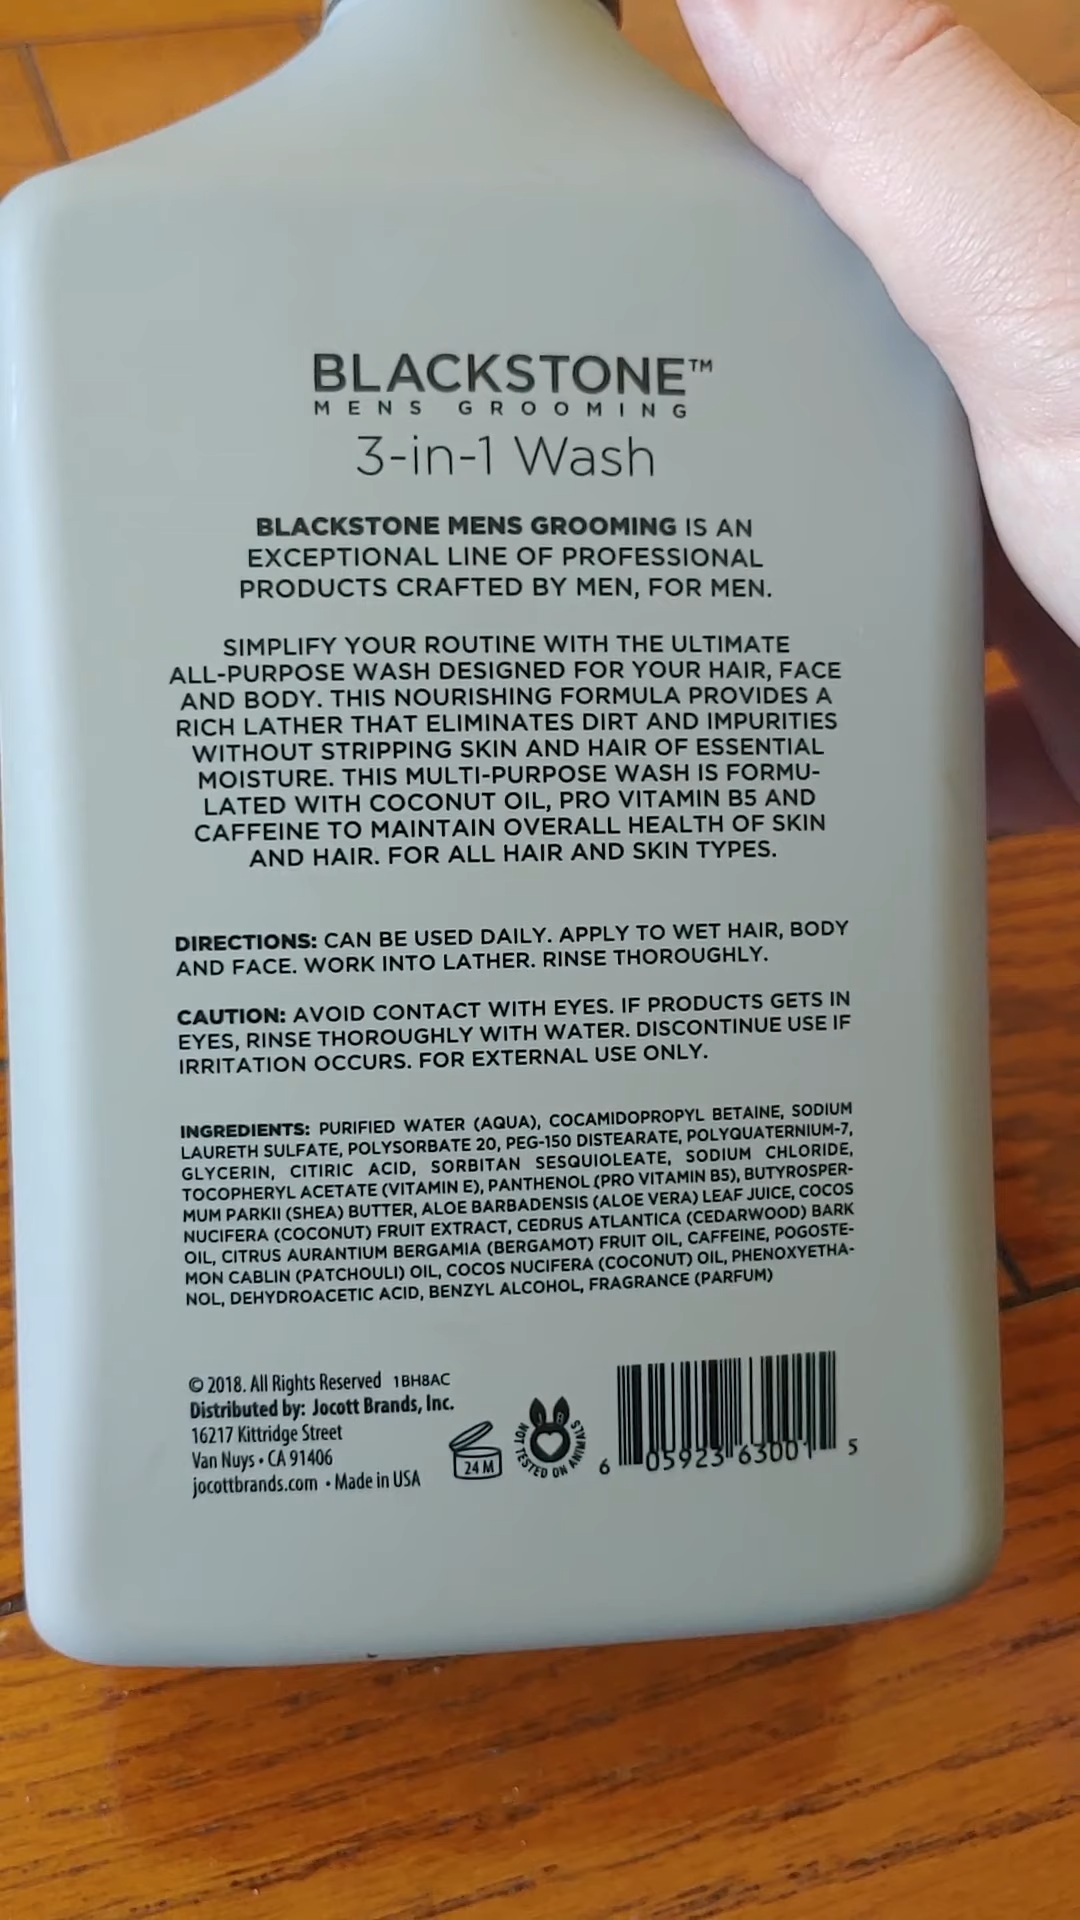 BLACKSTONE™
MENS GROOMING
3-in-1 Wash
BLACKSTONE MENS GROOMING IS AN
EXCEPTIONAL LINE OF PROFESSIONAL
PRODUCTS CRAFTED BY MEN, FOR MEN.
SIMPLIFY YOUR ROUTINE WITH THE ULTIMATE
ALL-PURPOSE WASH DESIGNED FOR YOUR HAIR, FACE
AND BODY. THIS NOURISHING FORMULA PROVIDES A
RICH LATHER THAT ELIMINATES DIRT AND IMPURITIES
WITHOUT STRIPPING SKIN AND HAIR OF ESSENTIAL
MOISTURE. THIS MULTI-PURPOSE WASH IS FORMU-
LATED WITH COCONUT OIL, PRO VITAMIN B5 AND
CAFFEINE TO MAINTAIN OVERALL HEALTH OF SKIN
AND HAIR. FOR ALL HAIR AND SKIN TYPES.
DIRECTIONS: CAN BE USED DAILY. APPLY TO WET HAIR, BODY
AND FACE. WORK INTO LATHER. RINSE THOROUGHLY.
CAUTION: AVOID CONTACT WITH EYES. IF PRODUCTS GETS IN
EYES, RINSE THOROUGHLY WITH WATER. DISCONTINUE USE IF
IRRITATION OCCURS. FOR EXTERNAL USE ONLY.
INGREDIENTS: PURIFIED WATER (AQUA), COCAMIDOPROPYL BETAINE, SODIUM
LAURETH SULFATE, POLYSORBATE 20, PEG-150 DISTEARATE, POLYQUATERNIUM-7,
GLYCERIN, CITIRIC ACID, SORBITAN SESQUIOLEATE, SODIUM CHLORIDE,
TOCOPHERYL ACETATE (VITAMIN E), PANTHENOL (PRO VITAMIN B5), BUTYROSPER-
MUM PARKII (SHEA) BUTTER, ALOE BARBADENSIS (ALOE VERA) LEAF JUICE, COCOS
NUCIFERA (COCONUT) FRUIT EXTRACT, CEDRUS ATLANTICA (CEDARWOOD) BARK
OIL, CITRUS AURANTIUM BERGAMIA (BERGAMOT) FRUIT OIL, CAFFEINE, POGOSTE-
MON CABLIN (PATCHOULI) OIL, COCOS NUCIFERA (COCONUT) OIL, PHENOXYETHA-
NOL, DEHYDROACETIC ACID, BENZYL ALCOHOL, FRAGRANCE (PARFUM)
© 2018. All Rights Reserved 1BH8AC
Distributed by: Jocott Brands, Inc.
16217 Kittridge Street
Van Nuys • CA 91406
jocottbrands.com • Made in USA
24 M
J B
NOT TESTED ON ANIMALS
6 05923 63001 5